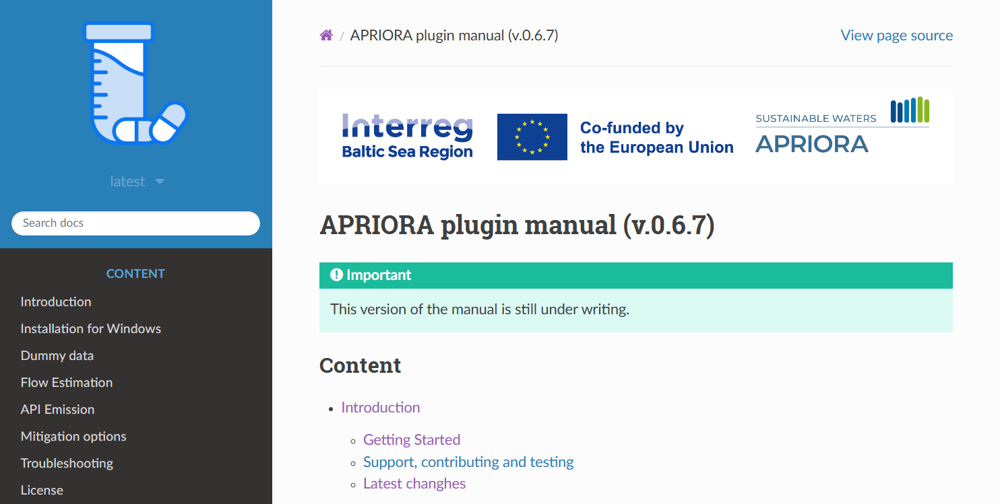 latest
Search docs
CONTENT
Introduction
Installation for Windows
Dummy data
Flow Estimation
API Emission
Mitigation options
Troubleshooting
License
/ APRIORA plugin manual (v.0.6.7)
View page source
Interreg
Baltic Sea Region
Co-funded by
the European Union
SUSTAINABLE WATERS
APRIORA
APRIORA plugin manual (v.0.6.7)
Important
This version of the manual is still under writing.
Content
Introduction
Getting Started
Support, contributing and testing
Latest changhes